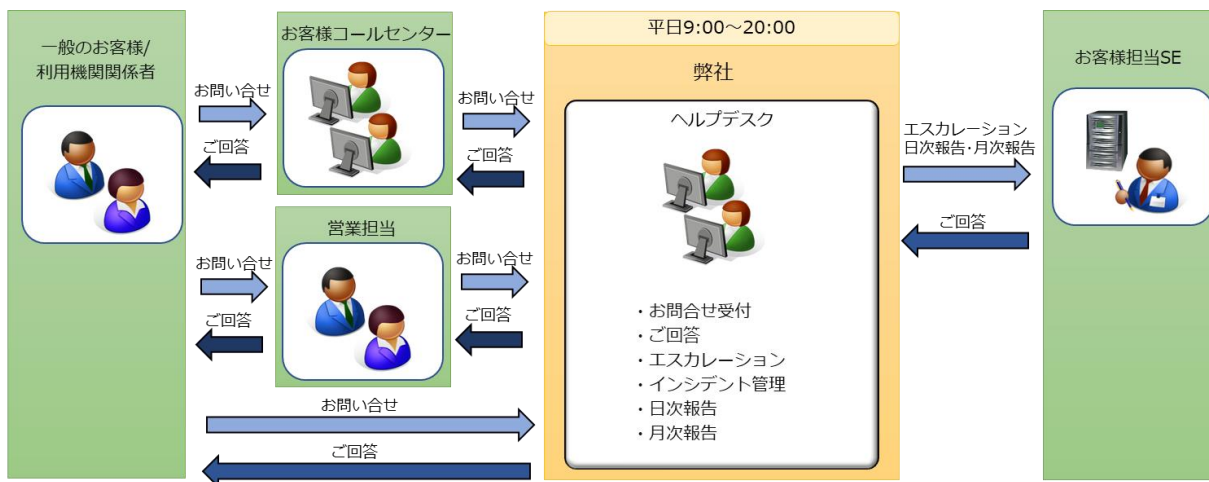 一般のお客様/
利用機関関係者
お問い合せ
ご回答
お問い合せ
ご回答
お客様コールセンター
営業担当
お問い合せ
ご回答
お問い合せ
ご回答
お問い合せ
ご回答
平日9:00～20:00
弊社
ヘルプデスク
・お問合せ受付
・ご回答
・エスカレーション
・インシデント管理
・日次報告
・月次報告
エスカレーション
日次報告・月次報告
ご回答
お客様担当SE